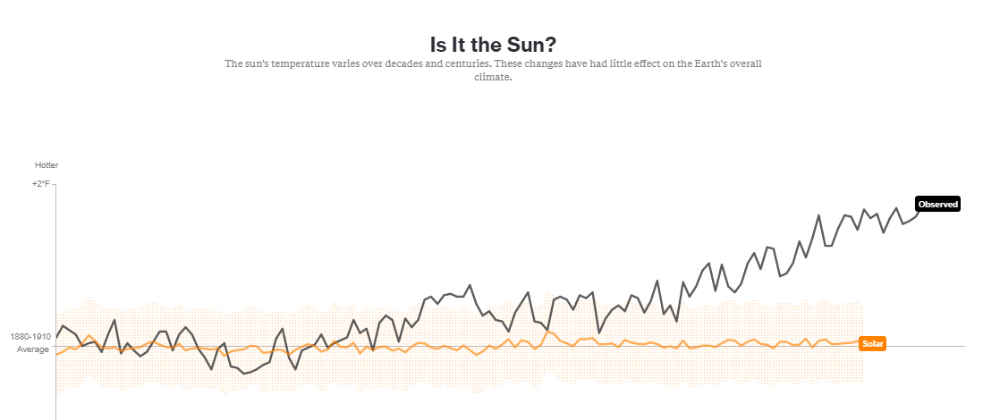 Is It the Sun?
The sun's temperature varies over decades and centuries. These changes have had little effect on the Earth's overall
climate.
Hotter
+2°F
Observed
1880-1910
Average
Solar